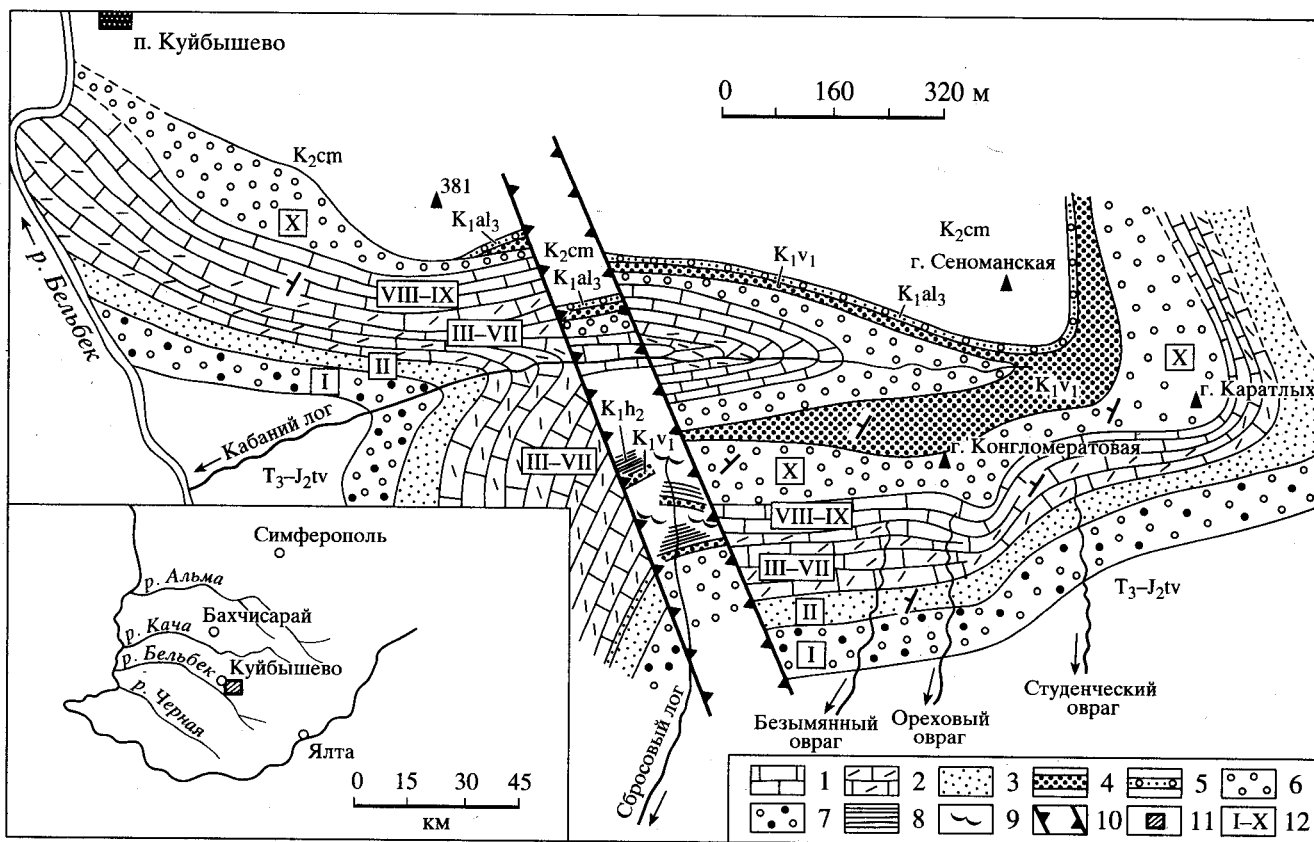 п. Куйбышево
0 160 320 м
K₂cm
381
K₁al₃
X
K₂cm
K₁v₁
K₂cm
г. Сеноманская
← р. Бельбек
VIII–IX
K₁al₃
K₁al₃
III–VII
II
X
I
K₁v₁
г. Каратлых
Кабаний лог
K₁h₂
K₁v₁
г. Конгломератовая
III–VII
X
T₃–J₂tv
VIII–IX
Симферополь
III–VII
T₃–J₂tv
р. Альма
II
Бахчисарай
р. Кача
I
р. Бельбек
Куйбышево
р. Черная
Студенческий
овраг
Безымянный
овраг
Ореховый
овраг
Ялта
Сбросовый лог
0 15 30 45
км
1 2 3 4 5 6
7 8 9 10 11 I–X 12